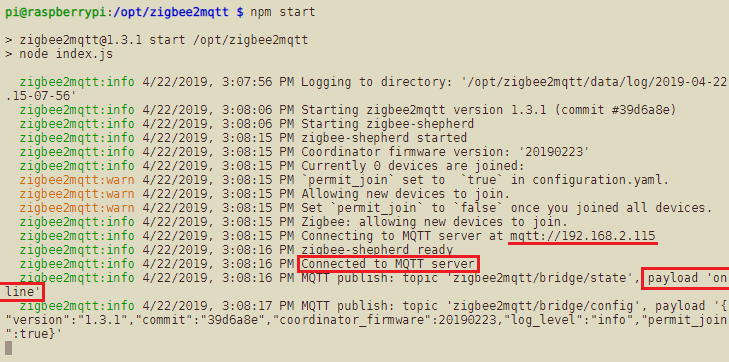 pi@raspberrypi:/opt/zigbee2mqtt $ npm start
> zigbee2mqtt@1.3.1 start /opt/zigbee2mqtt
> node index.js
zigbee2mqtt:info 4/22/2019, 3:07:56 PM Logging to directory: '/opt/zigbee2mqtt/data/log/2019-04-22
.15-07-56'
zigbee2mqtt:info 4/22/2019, 3:08:06 PM Starting zigbee2mqtt version 1.3.1 (commit #39d6a8e)
zigbee2mqtt:info 4/22/2019, 3:08:06 PM Starting zigbee-shepherd
zigbee2mqtt:info 4/22/2019, 3:08:15 PM zigbee-shepherd started
zigbee2mqtt:info 4/22/2019, 3:08:15 PM Coordinator firmware version: '20190223'
zigbee2mqtt:info 4/22/2019, 3:08:15 PM Currently 0 devices are joined:
zigbee2mqtt:warn 4/22/2019, 3:08:15 PM `permit_join` set to  `true` in configuration.yaml.
zigbee2mqtt:warn 4/22/2019, 3:08:15 PM Allowing new devices to join.
zigbee2mqtt:warn 4/22/2019, 3:08:15 PM Set `permit_join` to `false` once you joined all devices.
zigbee2mqtt:info 4/22/2019, 3:08:15 PM Zigbee: allowing new devices to join.
zigbee2mqtt:info 4/22/2019, 3:08:15 PM Connecting to MQTT server at mqtt://192.168.2.115
zigbee2mqtt:info 4/22/2019, 3:08:16 PM zigbee-shepherd ready
zigbee2mqtt:info 4/22/2019, 3:08:16 PM Connected to MQTT server
zigbee2mqtt:info 4/22/2019, 3:08:16 PM MQTT publish: topic 'zigbee2mqtt/bridge/state', payload 'on
line'
zigbee2mqtt:info 4/22/2019, 3:08:17 PM MQTT publish: topic 'zigbee2mqtt/bridge/config', payload '{
"version":"1.3.1","commit":"39d6a8e","coordinator_firmware":20190223,"log_level":"info","permit_join
":true}'